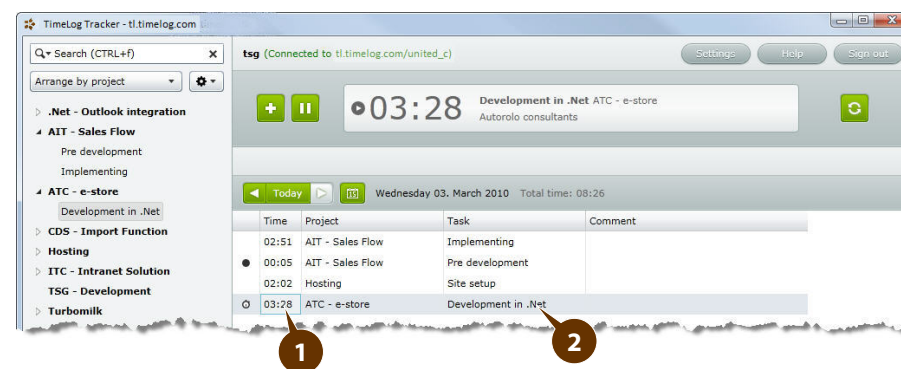 TimeLog Tracker - tl.timelog.com
Search (CTRL+f) x
Arrange by project
.Net - Outlook integration
AIT - Sales Flow
Pre development
Implementing
ATC - e-store
Development in .Net
CDS - Import Function
Hosting
ITC - Intranet Solution
TSG - Development
Turbomilk
tsg (Connected to tl.timelog.com/united_c)
Settings Help Sign out
03:28 Development in .Net ATC - e-store
Autorolo consultants
Today 15 Wednesday 03. March 2010 Total time: 08:26
Time Project Task Comment
02:51 AIT - Sales Flow Implementing
00:05 AIT - Sales Flow Pre development
02:02 Hosting Site setup
03:28 ATC - e-store Development in .Net
1 2